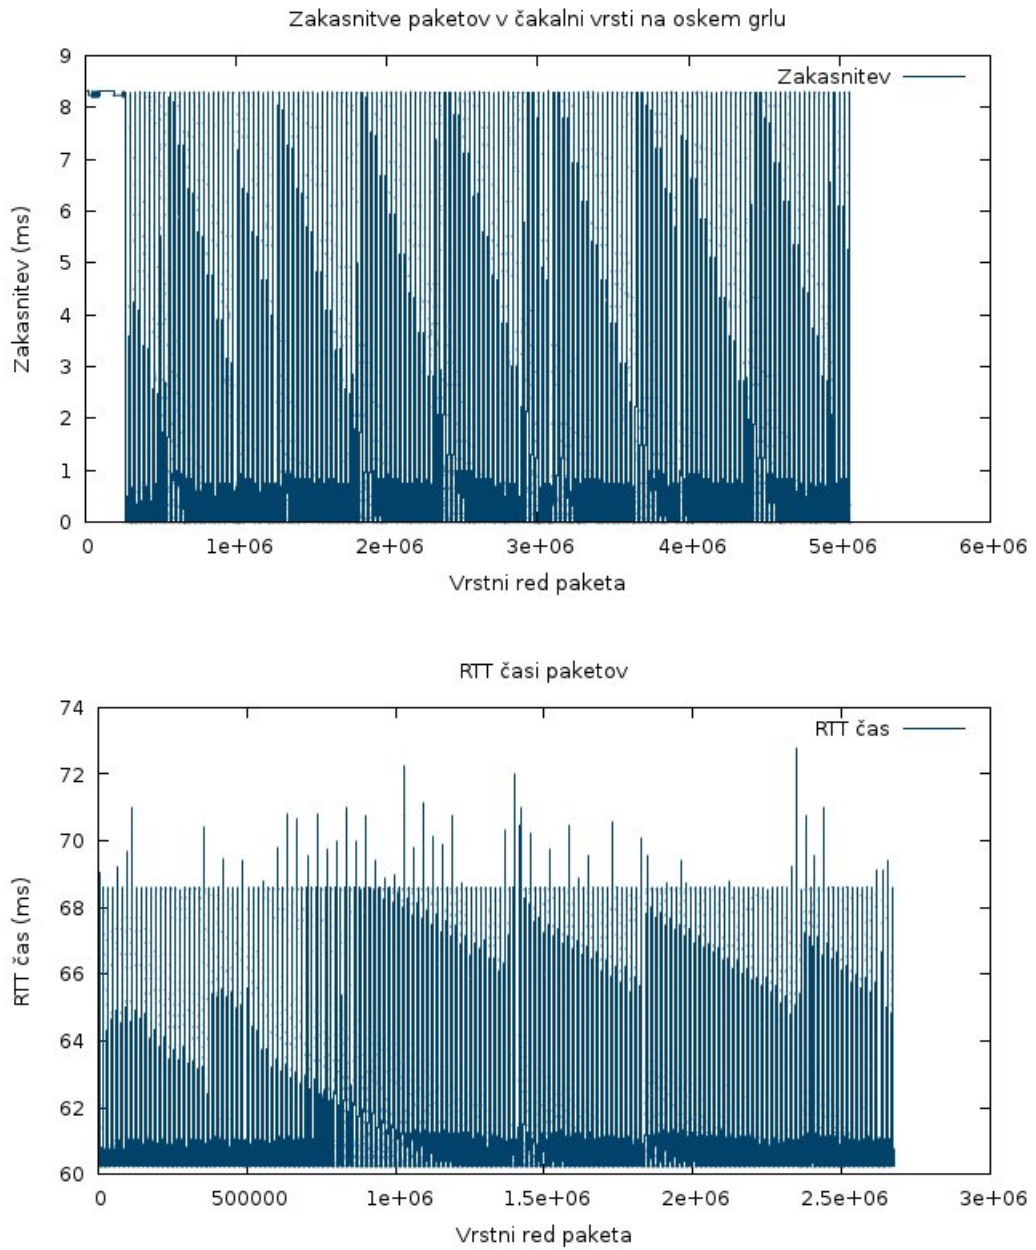 Zakasnitve paketov v čakalni vrsti na oskem grlu
9
Zakasnitev
8
7
6
5
4
3
2
1
0
Zakasnitev (ms)
0 1e+06 2e+06 3e+06 4e+06 5e+06 6e+06
Vrstni red paketa
RTT časi paketov
74
RTT čas
72
70
68
66
64
62
60
RTT čas (ms)
0 500000 1e+06 1.5e+06 2e+06 2.5e+06 3e+06
Vrstni red paketa